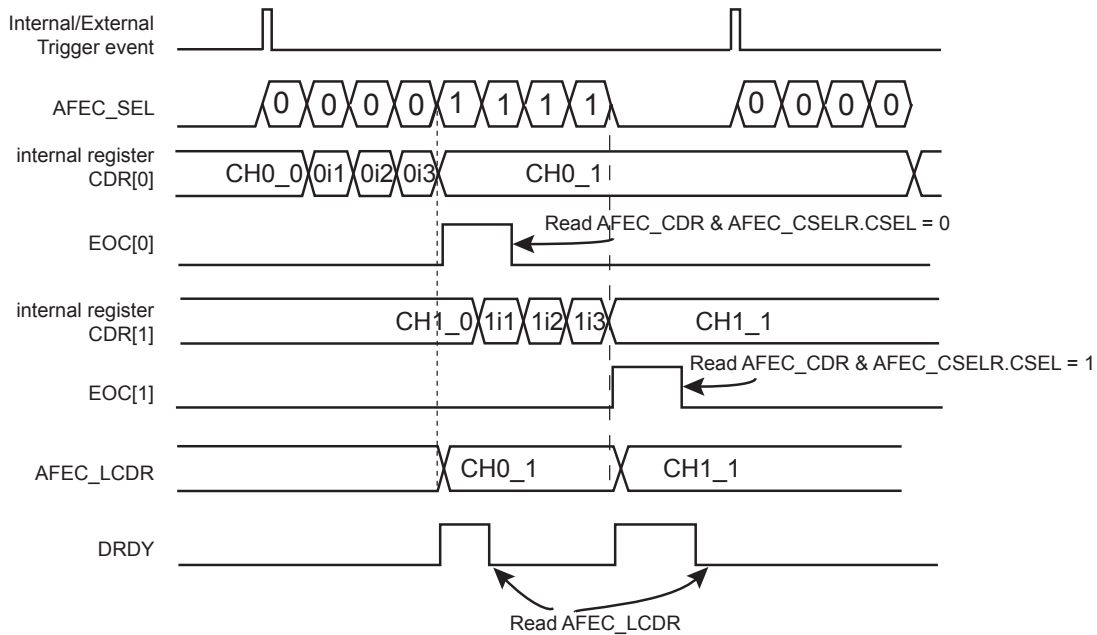 Internal/External
Trigger event
AFEC_SEL
0 0 0 0 1 1 1 1 0 0 0 0
internal register
CDR[0]
CH0_0 0i1 0i2 0i3 CH0_1
EOC[0]
Read AFEC_CDR & AFEC_CSELR.CSEL = 0
internal register
CDR[1]
CH1_0 1i1 1i2 1i3 CH1_1
Read AFEC_CDR & AFEC_CSELR.CSEL = 1
EOC[1]
AFEC_LCDR
CH0_1 CH1_1
DRDY
Read AFEC_LCDR